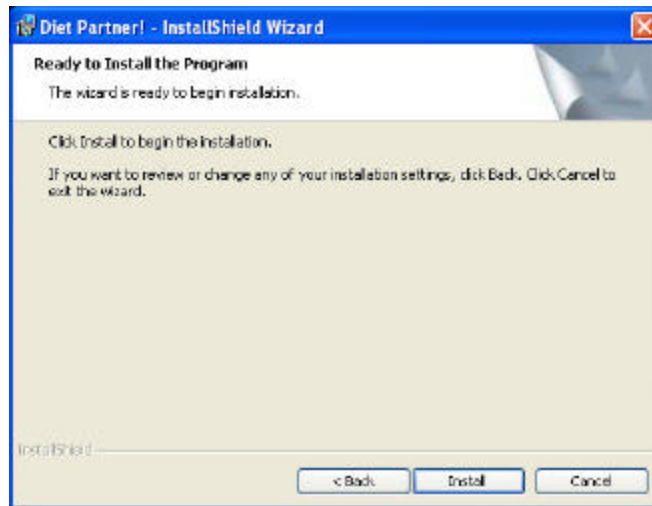 Diet Partner! - InstallShield Wizard
Ready to Install the Program
The wizard is ready to begin installation.
Click Install to begin the installation.
If you want to review or change any of your installation settings, click Back. Click Cancel to
exit the wizard.
InstallShield
< Back
Install
Cancel